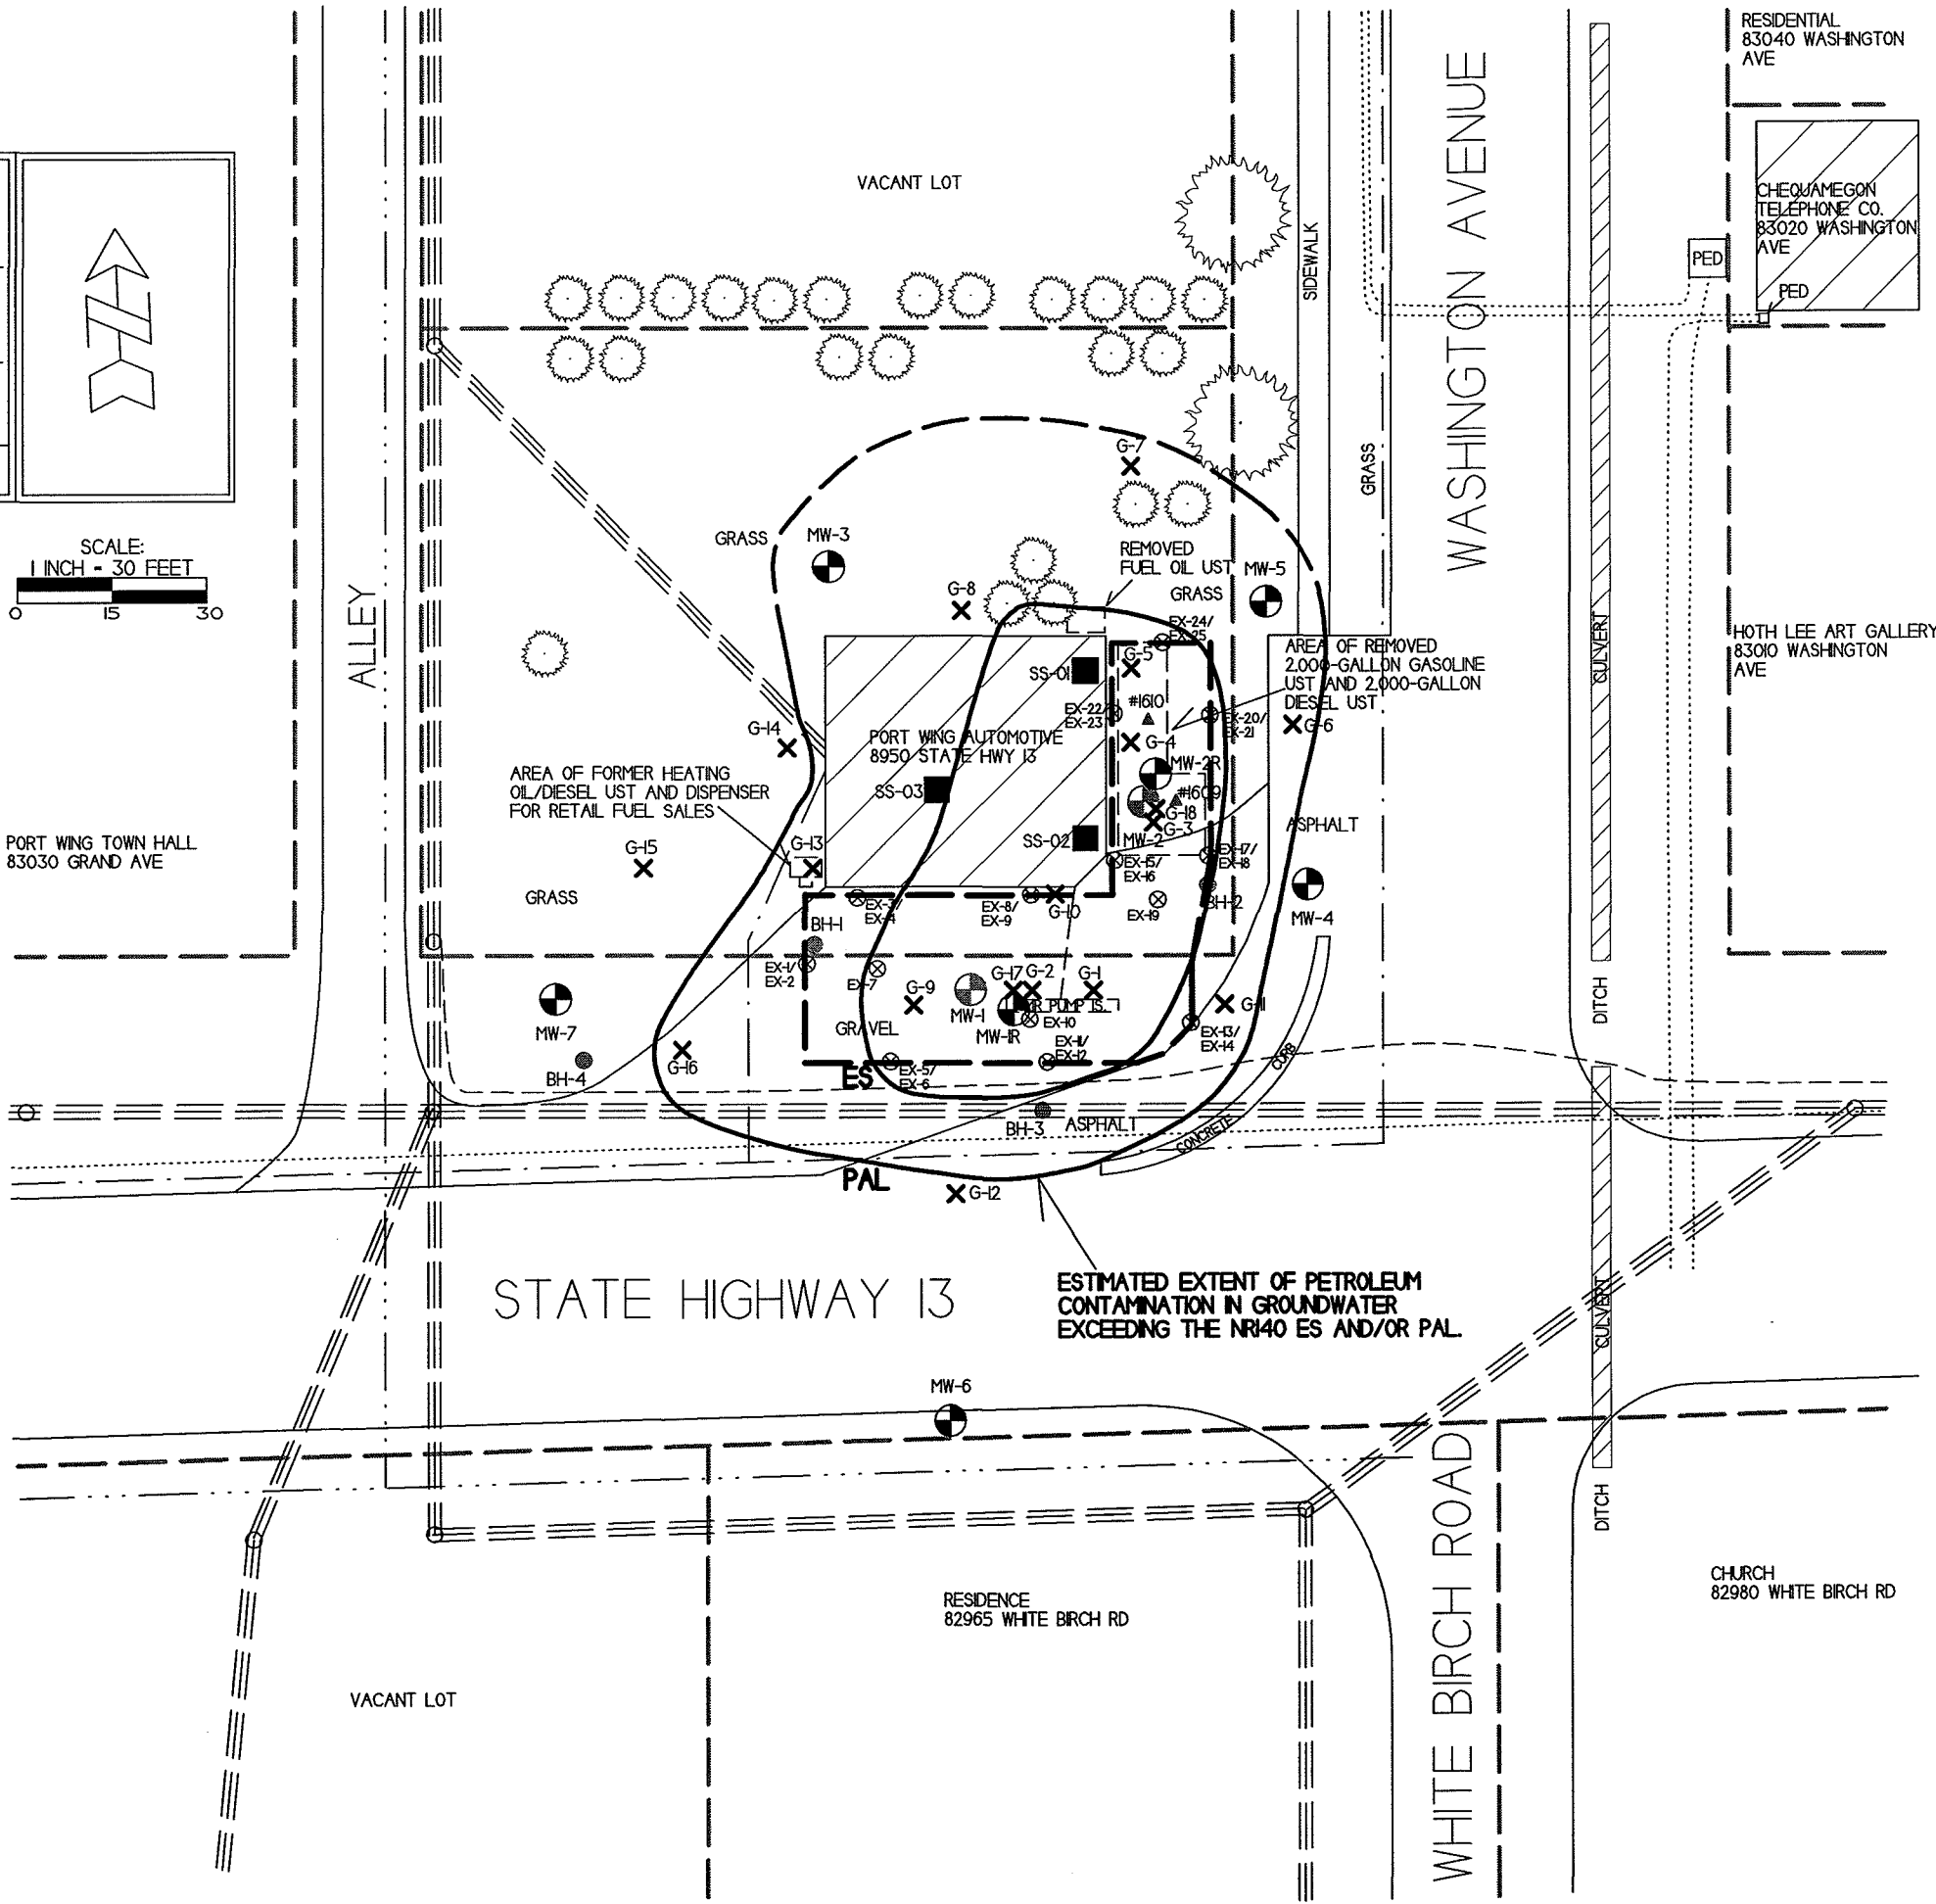 RESIDENTIAL
83040 WASHINGTON
AVE
VACANT LOT
WASHINGTON AVENUE
SIDEWALK
CHEQUAMEGON
TELEPHONE CO.
83020 WASHINGTON
AVE
PED
PED
N
SCALE:
1 INCH = 30 FEET
0 15 30
GRASS
G-7
GRASS
MW-3
REMOVED
FUEL OIL UST
MW-5
GRASS
G-8
ALLEY
EX-24/
EX-25
CULVERT
HOTH LEE ART GALLERY
83010 WASHINGTON
AVE
AREA OF REMOVED
2,000-GALLON GASOLINE
UST AND 2,000-GALLON
DIESEL UST
SS-01
G-5
#1610
EX-22/
EX-23
EX-20/
EX-21
G-6
G-14
PORT WING AUTOMOTIVE
8950 STATE HWY 13
G-4
MW-2R
AREA OF FORMER HEATING
OIL/DIESEL UST AND DISPENSER
FOR RETAIL FUEL SALES
SS-03
#1609
G-18
G-3
ASPHALT
PORT WING TOWN HALL
83030 GRAND AVE
G-15
G-13
SS-02
MW-2
EX-15/
EX-16
EX-17/
EX-18
GRASS
EX-3/
EX-4
EX-8/
EX-9
G-10
EX-19
BH-2
MW-4
BH-1
EX-1/
EX-2
EX-7
G-9
G-17
G-2
G-1
G-11
MW-7
GRAVEL
MW-1
MW-1R
EX-10
EX-13/
EX-14
DITCH
BH-4
G-16
ES
EX-5/
EX-6
EX-11/
EX-12
CURB
BH-3
ASPHALT
CONCRETE
PAL
G-12
STATE HIGHWAY 13
ESTIMATED EXTENT OF PETROLEUM
CONTAMINATION IN GROUNDWATER
EXCEEDING THE NR140 ES AND/OR PAL.
CULVERT
MW-6
DITCH
WHITE BIRCH ROAD
RESIDENCE
82965 WHITE BIRCH RD
CHURCH
82980 WHITE BIRCH RD
VACANT LOT